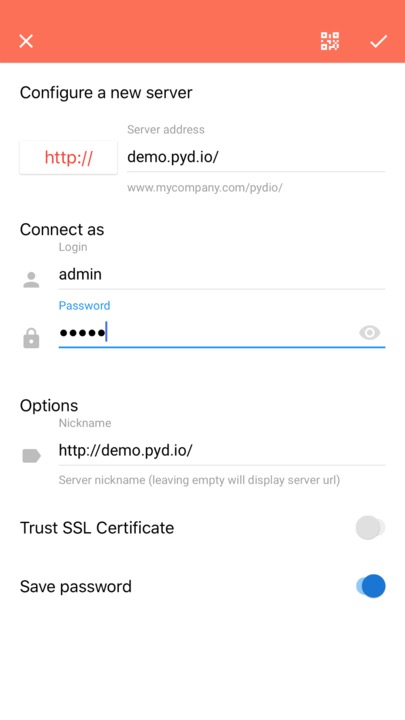 Configure a new server
Server address
http://
demo.pyd.io/
www.mycompany.com/pydio/
Connect as
Login
admin
Password
•••••
Options
Nickname
http://demo.pyd.io/
Server nickname (leaving empty will display server url)
Trust SSL Certificate
Save password